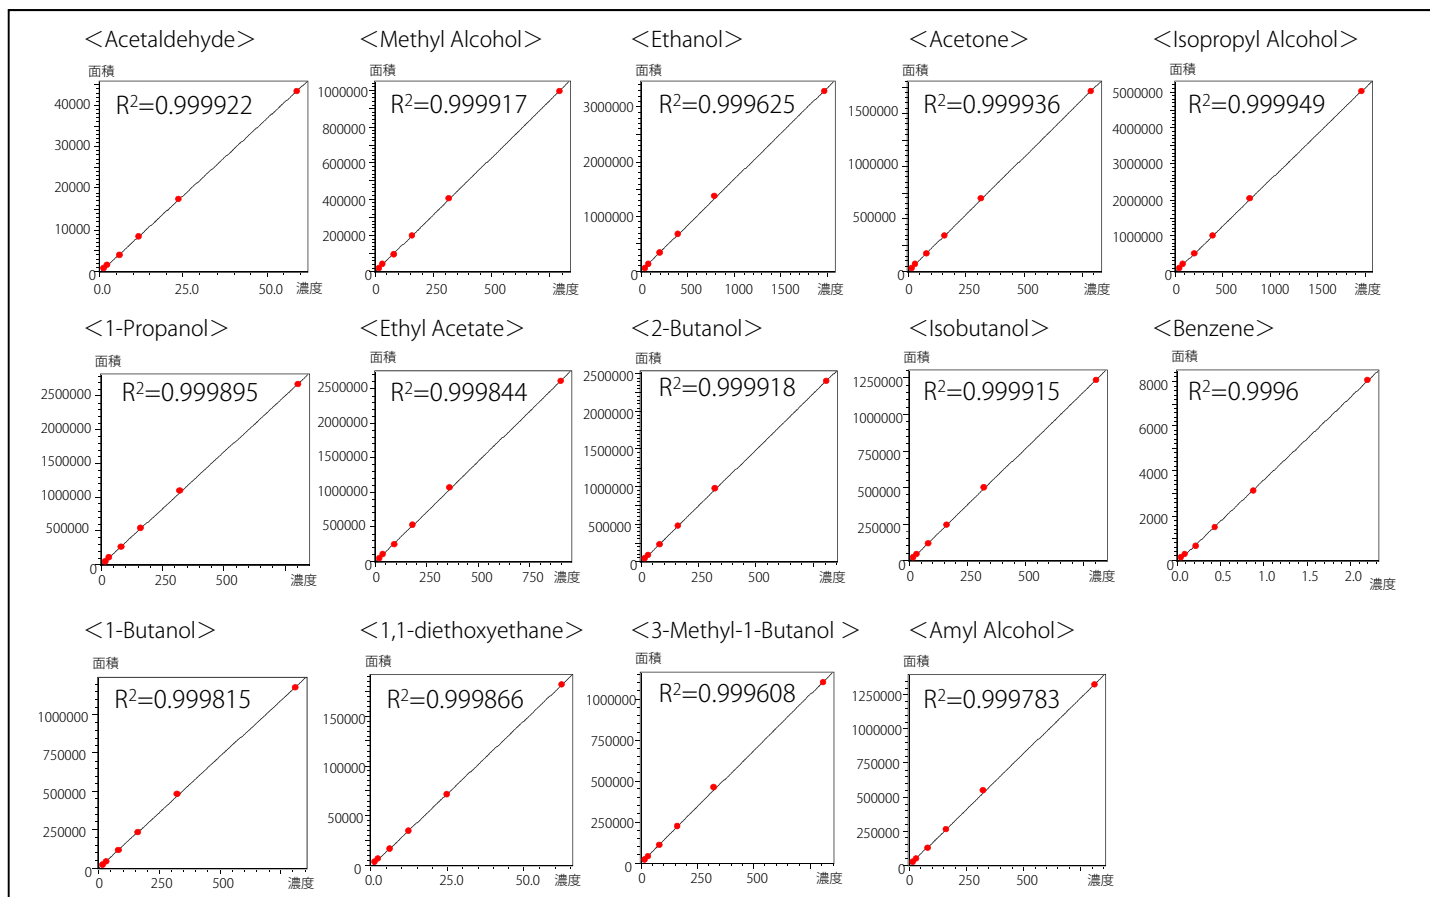 <Acetaldehyde>
面積
R²=0.999922
40000
30000
20000
10000
0
0.0 25.0 50.0 濃度
<Methyl Alcohol>
面積
R²=0.999917
1000000
800000
600000
400000
200000
0
0 250 500 濃度
<Ethanol>
面積
R²=0.999625
3000000
2000000
1000000
0
0 500 1000 1500 濃度
<Acetone>
面積
R²=0.999936
1500000
1000000
500000
0
0 250 500 濃度
<Isopropyl Alcohol>
面積
R²=0.999949
5000000
4000000
3000000
2000000
1000000
0
0 500 1000 1500 濃度
<1-Propanol>
面積
R²=0.999895
2500000
2000000
1500000
1000000
500000
0
0 250 500 濃度
<Ethyl Acetate>
面積
R²=0.999844
2500000
2000000
1500000
1000000
500000
0
0 250 500 750 濃度
<2-Butanol>
面積
R²=0.999918
2500000
2000000
1500000
1000000
500000
0
0 250 500 濃度
<Isobutanol>
面積
R²=0.999915
1250000
1000000
750000
500000
250000
0
0 250 500 濃度
<Benzene>
面積
R²=0.9996
8000
6000
4000
2000
0
0.0 0.5 1.0 1.5 2.0 濃度
<1-Butanol>
面積
R²=0.999815
1000000
750000
500000
250000
0
0 250 500 濃度
<1,1-diethoxyethane>
面積
R²=0.999866
150000
100000
50000
0
0.0 25.0 50.0 濃度
<3-Methyl-1-Butanol >
面積
R²=0.999608
1000000
750000
500000
250000
0
0 250 500 濃度
<Amyl Alcohol>
面積
R²=0.999783
1250000
1000000
750000
500000
250000
0
0 250 500 濃度